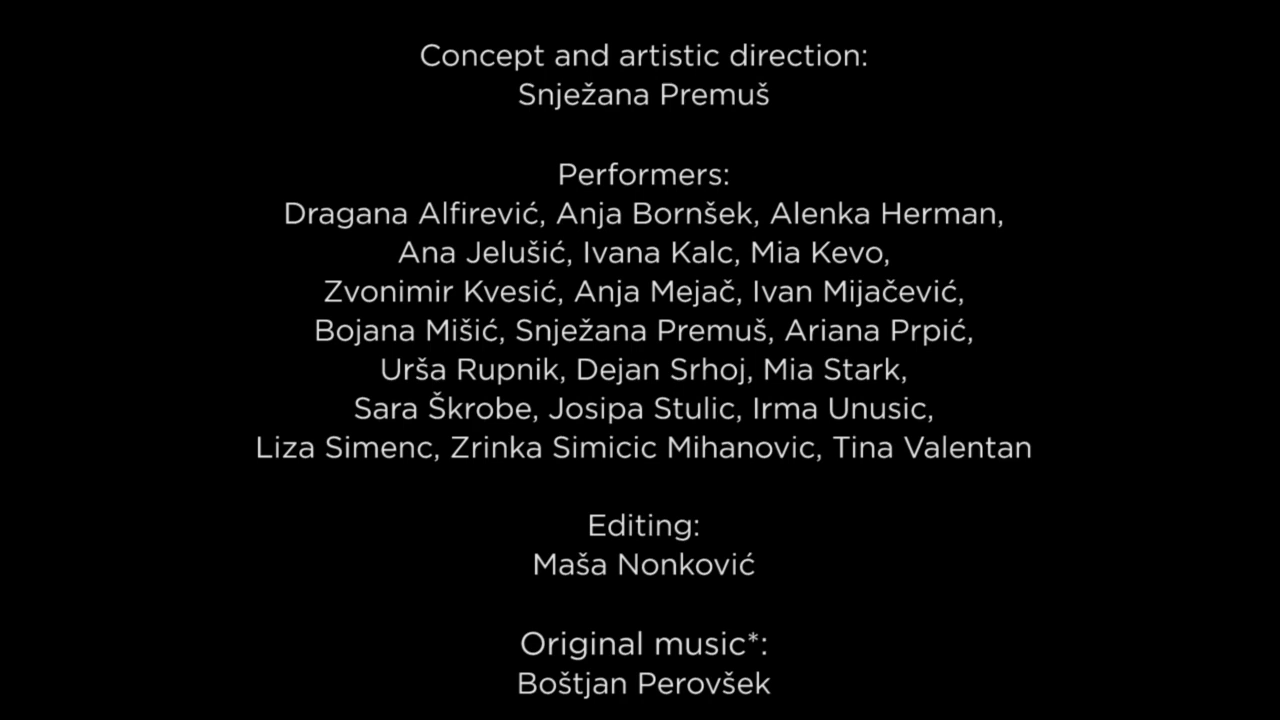 Concept and artistic direction:
Snježana Premuš
Performers:
Dragana Alfirević, Anja Bornšek, Alenka Herman,
Ana Jelušić, Ivana Kalc, Mia Kevo,
Zvonimir Kvesić, Anja Mejač, Ivan Mijačević,
Bojana Mišić, Snježana Premuš, Ariana Prpić,
Urša Rupnik, Dejan Srhoj, Mia Stark,
Sara Škrobe, Josipa Stulic, Irma Unusic,
Liza Simenc, Zrinka Simicic Mihanovic, Tina Valentan
Editing:
Maša Nonković
Original music*:
Boštjan Perovšek